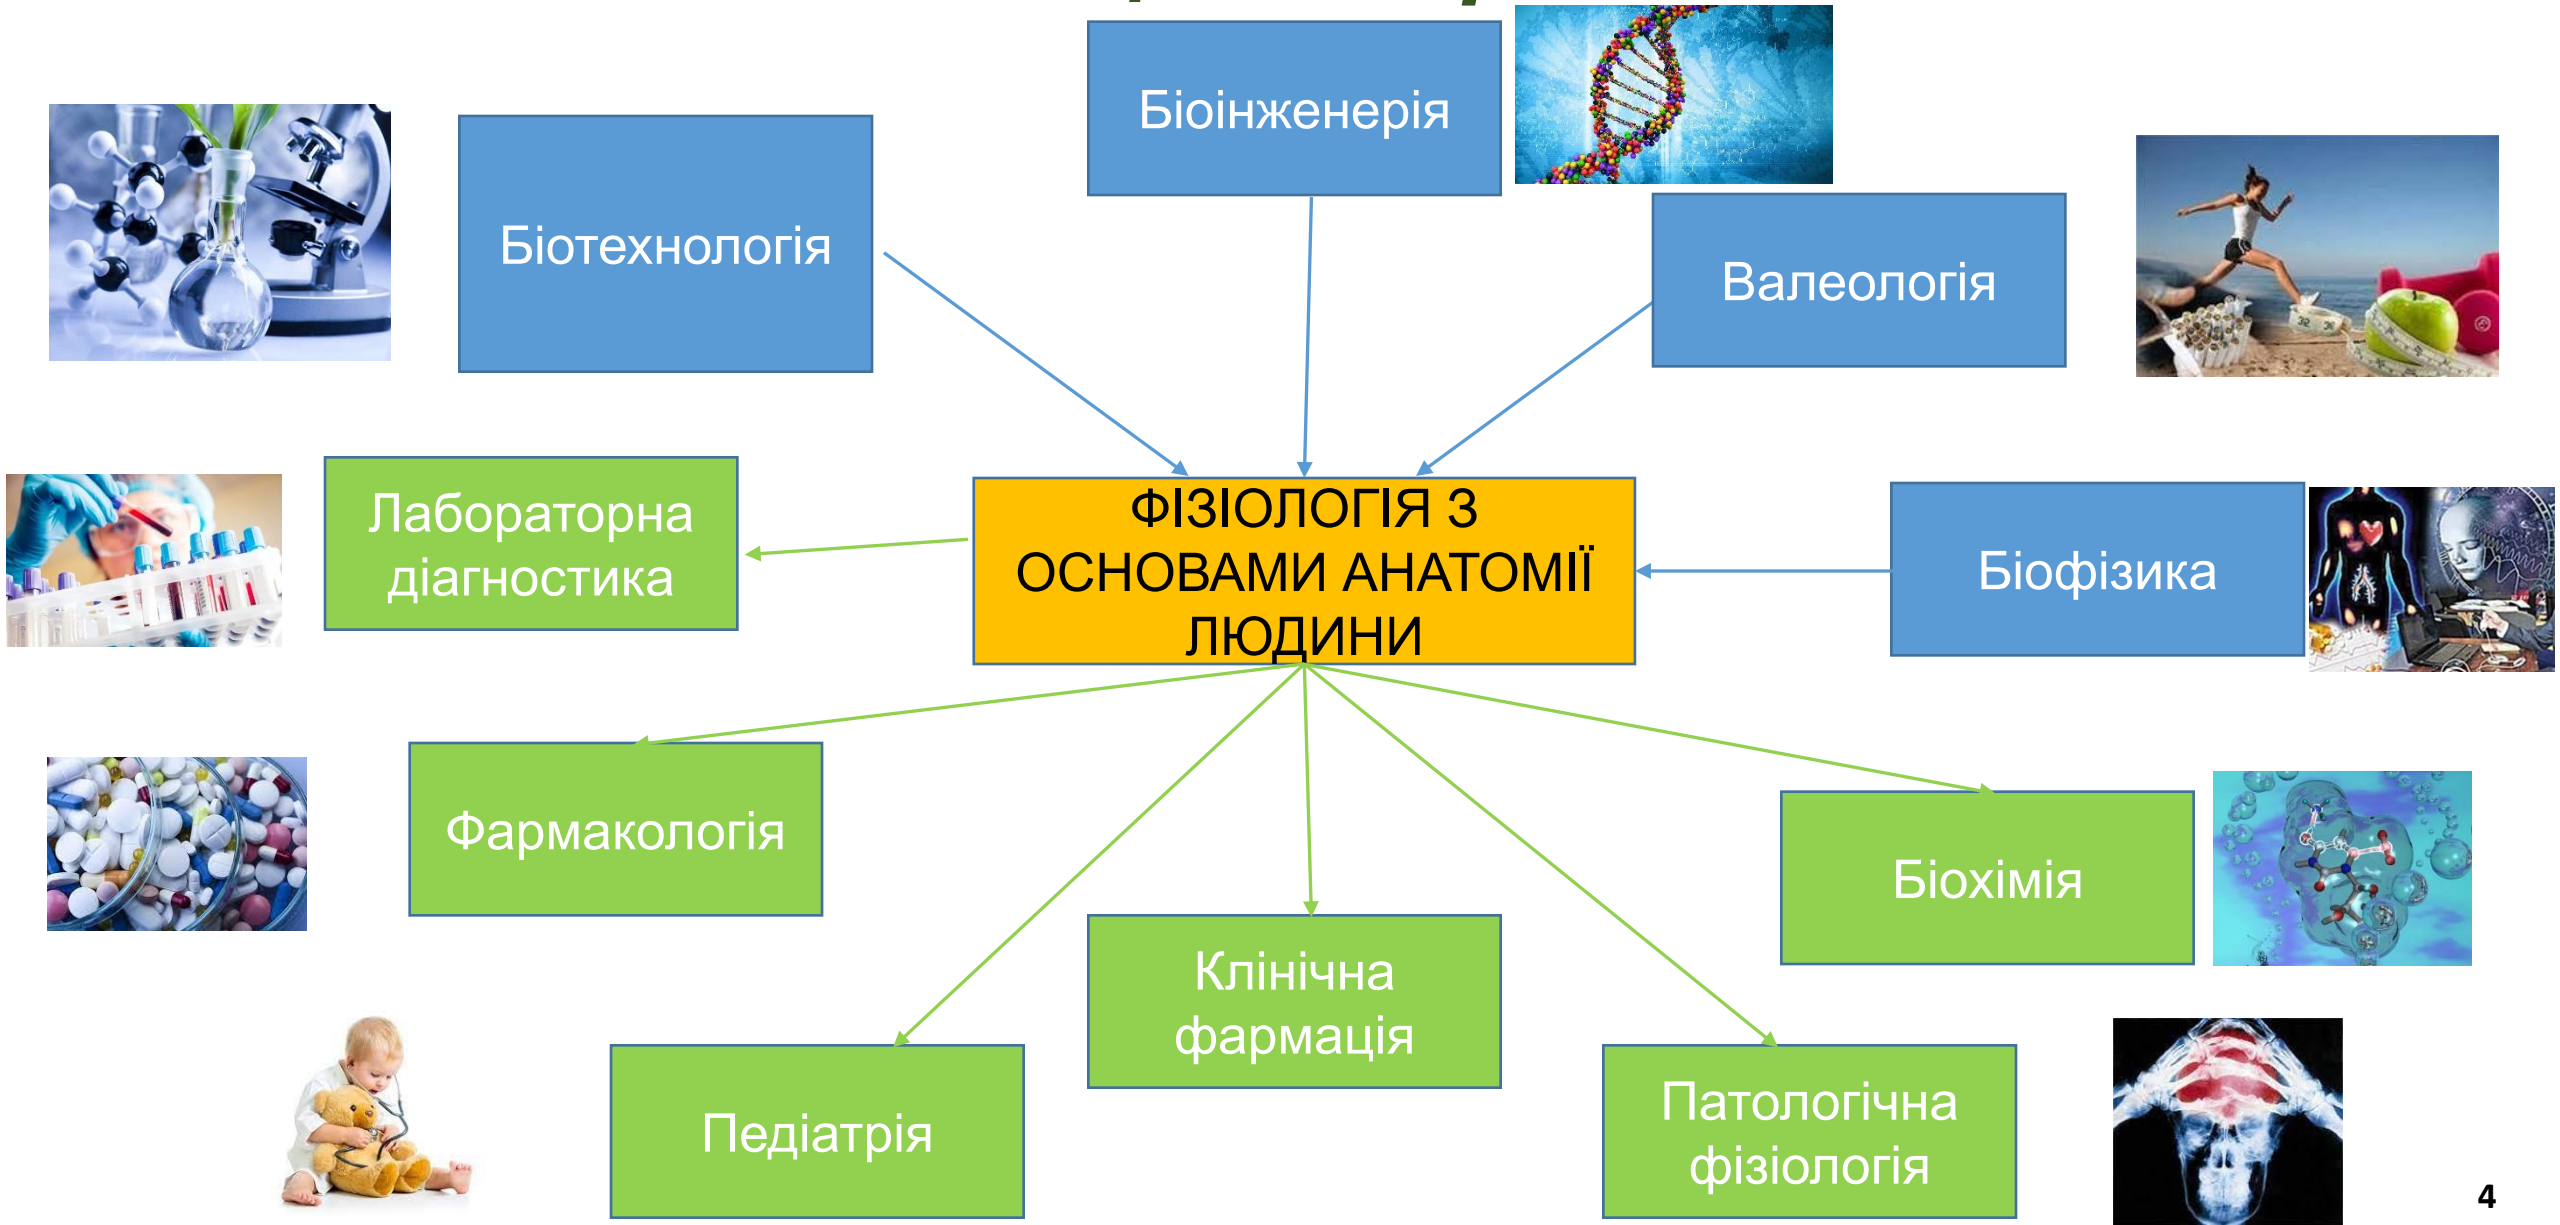 Біоінженерія
Біотехнологія
Валеологія
Лабораторна
діагностика
ФІЗІОЛОГІЯ З
ОСНОВАМИ АНАТОМІЇ
ЛЮДИНИ
Біофізика
Фармакологія
Біохімія
Клінічна
фармація
Педіатрія
Патологічна
фізіологія
4